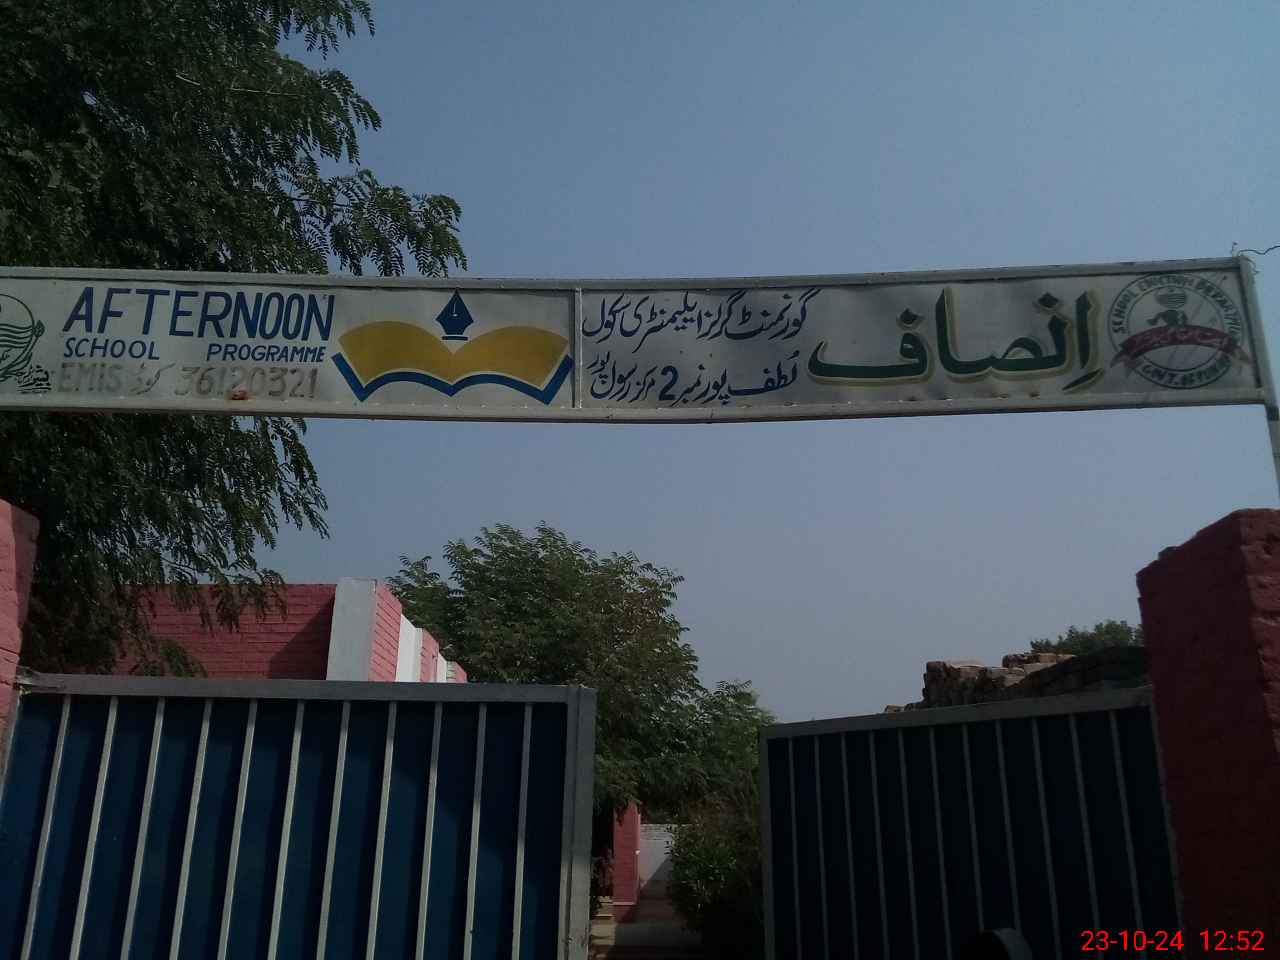 انصاف
گورنمنٹ گرلز ایلیمنٹری سکول
لطف پور نمبر 2 مرکز رسول پور
AFTERNOON
SCHOOL PROGRAMME
EMIS کوڈ 36120321
SCHOOL
23-10-24 12:52